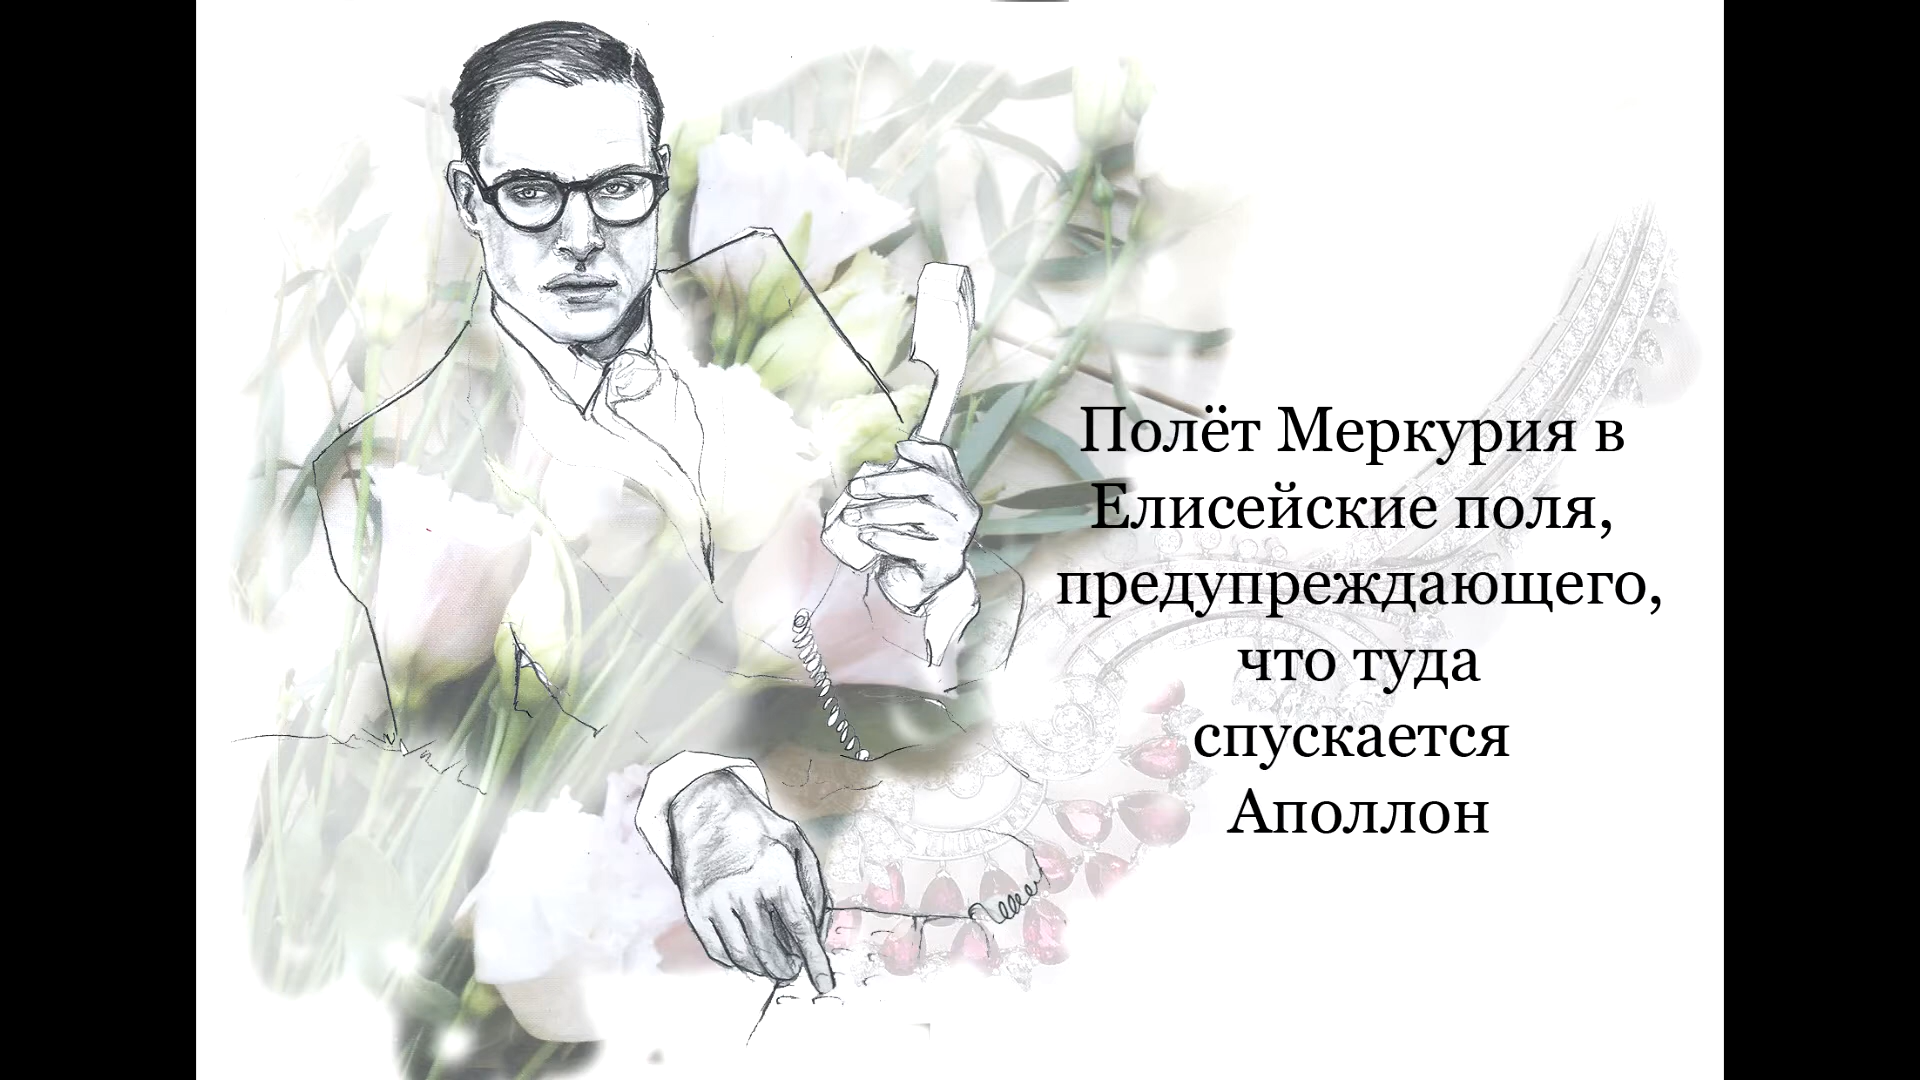 Полёт Меркурия в
Елисейские поля,
предупреждающего,
что туда
спускается
Аполлон